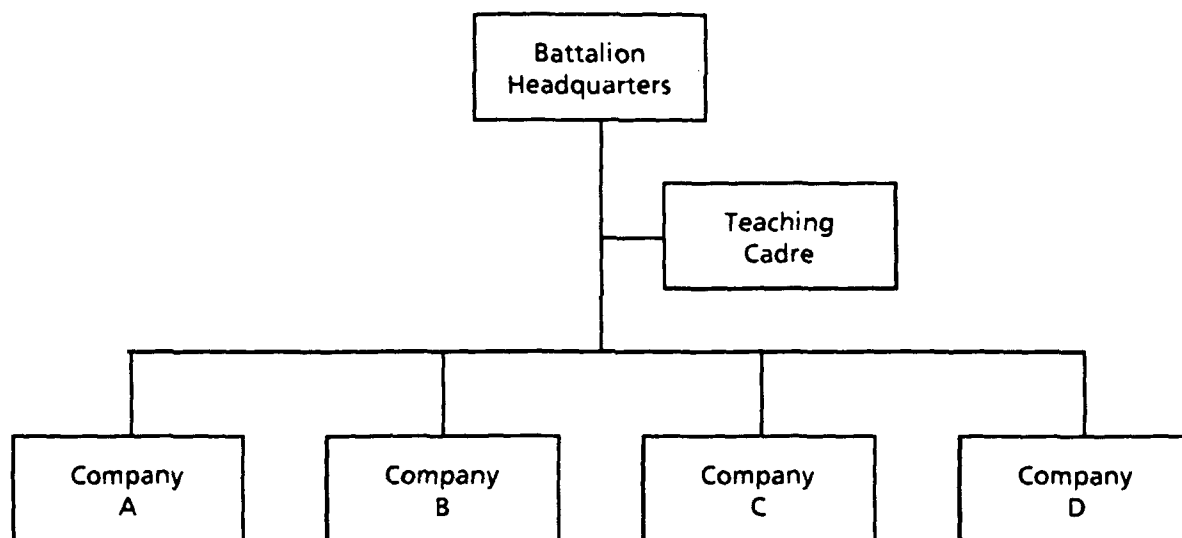 Battalion
Headquarters
Teaching
Cadre
Company
A
Company
B
Company
C
Company
D